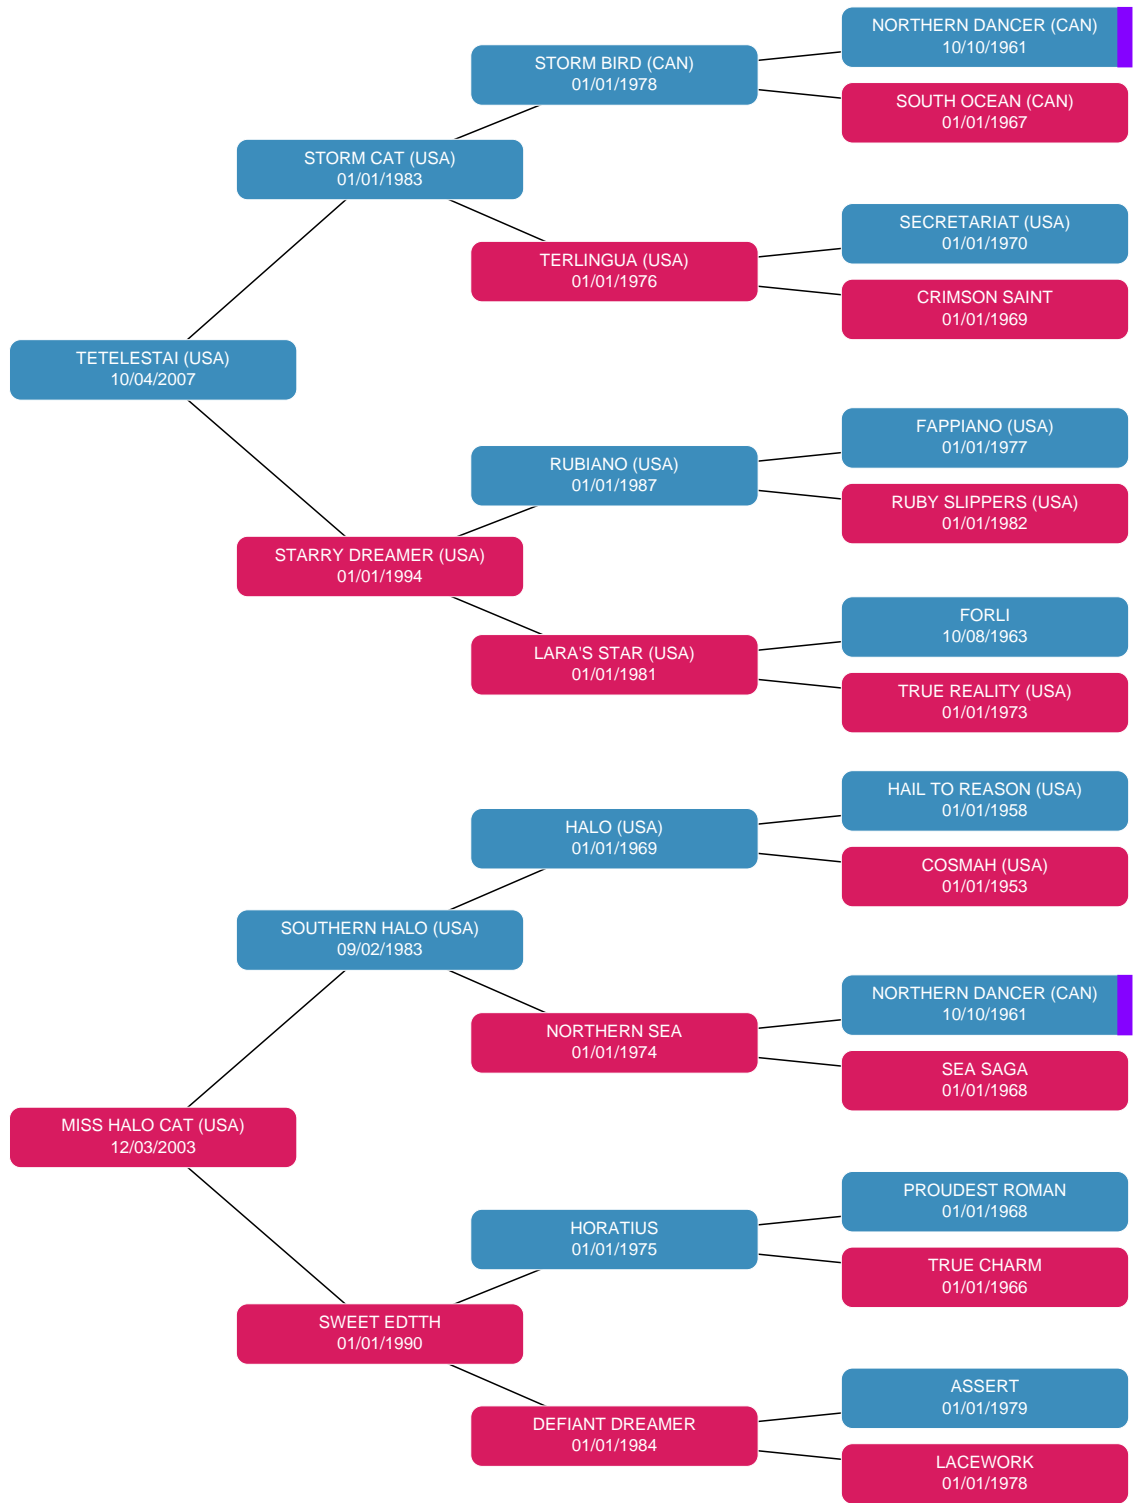 NORTHERN DANCER (CAN)
10/10/1961
STORM BIRD (CAN)
01/01/1978
SOUTH OCEAN (CAN)
01/01/1967
STORM CAT (USA)
01/01/1983
SECRETARIAT (USA)
01/01/1970
TERLINGUA (USA)
01/01/1976
CRIMSON SAINT
01/01/1969
TETELESTAI (USA)
10/04/2007
FAPPIANO (USA)
01/01/1977
RUBIANO (USA)
01/01/1987
RUBY SLIPPERS (USA)
01/01/1982
STARRY DREAMER (USA)
01/01/1994
FORLI
10/08/1963
LARA'S STAR (USA)
01/01/1981
TRUE REALITY (USA)
01/01/1973
HAIL TO REASON (USA)
01/01/1958
HALO (USA)
01/01/1969
COSMAH (USA)
01/01/1953
SOUTHERN HALO (USA)
09/02/1983
NORTHERN DANCER (CAN)
10/10/1961
NORTHERN SEA
01/01/1974
SEA SAGA
01/01/1968
MISS HALO CAT (USA)
12/03/2003
PROUDEST ROMAN
01/01/1968
HORATIUS
01/01/1975
TRUE CHARM
01/01/1966
SWEET EDTTH
01/01/1990
ASSERT
01/01/1979
DEFIANT DREAMER
01/01/1984
LACEWORK
01/01/1978